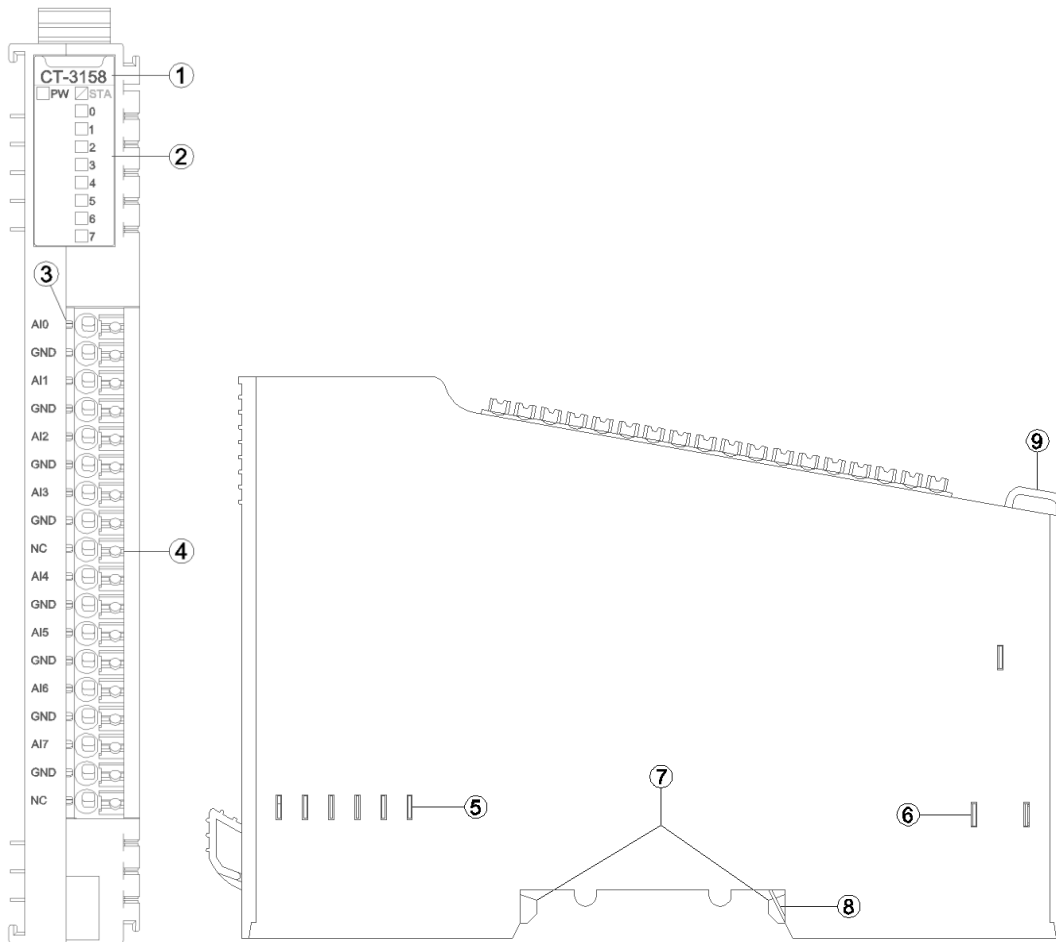 CT-3158
①
PW STA
0
1
②
2
3
4
5
6
7
③
AI0
GND
AI1
GND
AI2
GND
AI3
GND
NC
④
AI4
GND
AI5
GND
AI6
GND
AI7
GND
NC
⑨
⑦
⑤
⑥
⑧